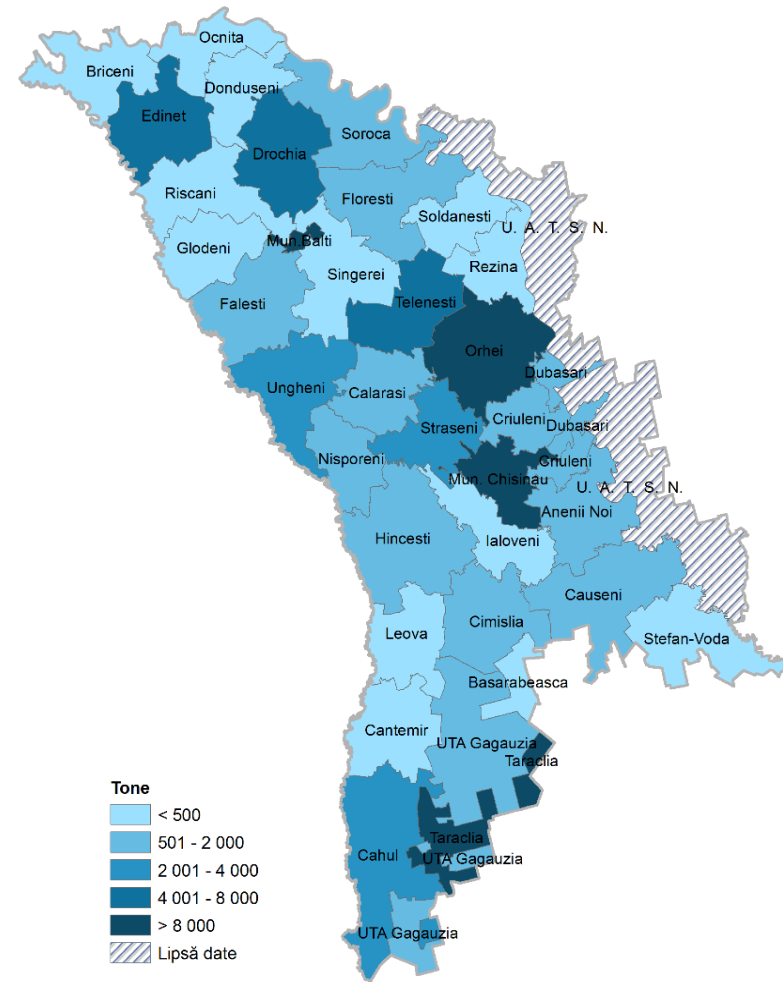 Ocnita
Briceni
Donduseni
Edinet
Soroca
Drochia
Riscani
Floresti
Soldanesti
U. A. T. S. N.
Mun.Balti
Glodeni
Rezina
Singerei
Falesti
Telenesti
Orhei
Dubasari
Ungheni
Calarasi
Criuleni
Dubasari
Straseni
Nisporeni
Criuleni
Mun. Chisinau
U. A. T. S. N.
Anenii Noi
Hincesti
Ialoveni
Causeni
Cimislia
Leova
Stefan-Voda
Basarabeasca
Cantemir
UTA Gagauzia
Taraclia
Taraclia
Cahul
UTA Gagauzia
UTA Gagauzia
Tone
< 500
501 - 2 000
2 001 - 4 000
4 001 - 8 000
> 8 000
Lipsă date